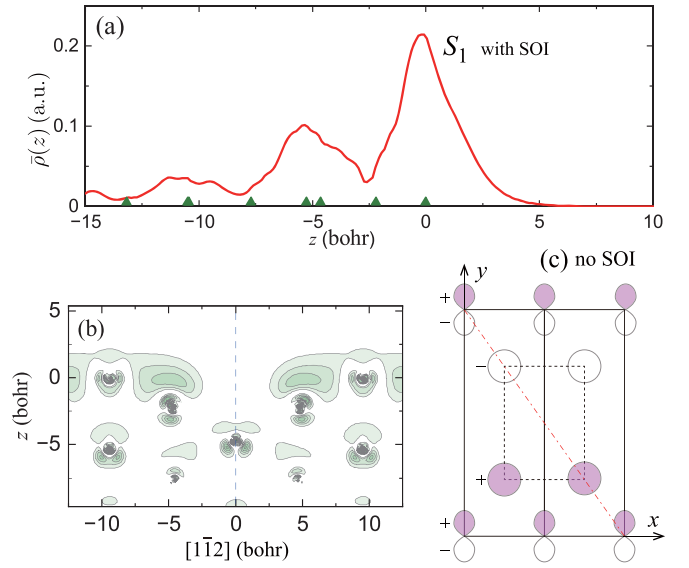 (a)
S₁ with SOI
ρ̄(z) (a.u.)
0.2
0.1
0
−15 −10 −5 0 5 10
z (bohr)
(b)
z (bohr)
5
0
−5
−10 −5 0 5 10
[11̄2] (bohr)
(c) no SOI
y
+ 
−
−
+
+
−
x